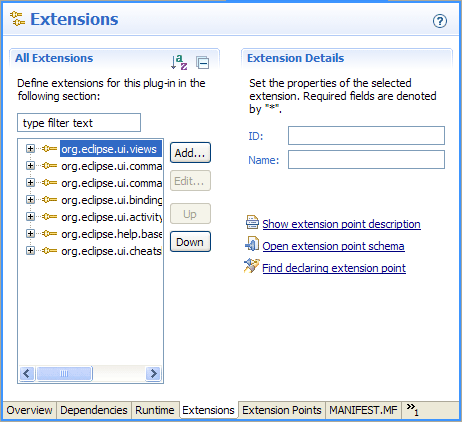 Extensions
All Extensions
Define extensions for this plug-in in the
following section:
type filter text
org.eclipse.ui.views
org.eclipse.ui.comma
org.eclipse.ui.comma
org.eclipse.ui.binding
org.eclipse.ui.activity
org.eclipse.help.base
org.eclipse.ui.cheats
Add...
Edit...
Up
Down
Extension Details
Set the properties of the selected
extension. Required fields are denoted
by "*".
ID:
Name:
Show extension point description
Open extension point schema
Find declaring extension point
Overview Dependencies Runtime Extensions Extension Points MANIFEST.MF »1